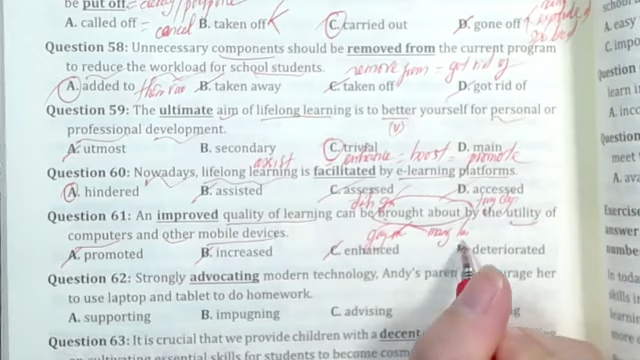 be put off =
A. called off = B. taken off C. carried out D. gone off
cancel
Question 58: Unnecessary components should be removed from the current program
to reduce the workload for school students. remove from = got rid of
A. added to B. taken away C. taken off D. got rid of
Question 59: The ultimate aim of lifelong learning is to better yourself for personal or
professional development. (v)
A. utmost B. secondary C. trivial D. main
assist enhance = boost = promote
Question 60: Nowadays, lifelong learning is facilitated by e-learning platforms.
A. hindered B. assisted C. assessed D. accessed
Question 61: An improved quality of learning can be brought about by the utility of
computers and other mobile devices.
A. promoted B. increased C. enhanced deteriorated
Question 62: Strongly advocating modern technology, Andy's
to use laptop and tablet to do homework.
A. supporting B. impugning C. advising
Question 63: It is crucial that we provide children with a decent
cultivating essential skills for students to become
school
A. easy
C. impo
Question
learn i
A. inc
C.
Question
meet
A. ava
Exercis
answer
number
In toda
skills i
learnin